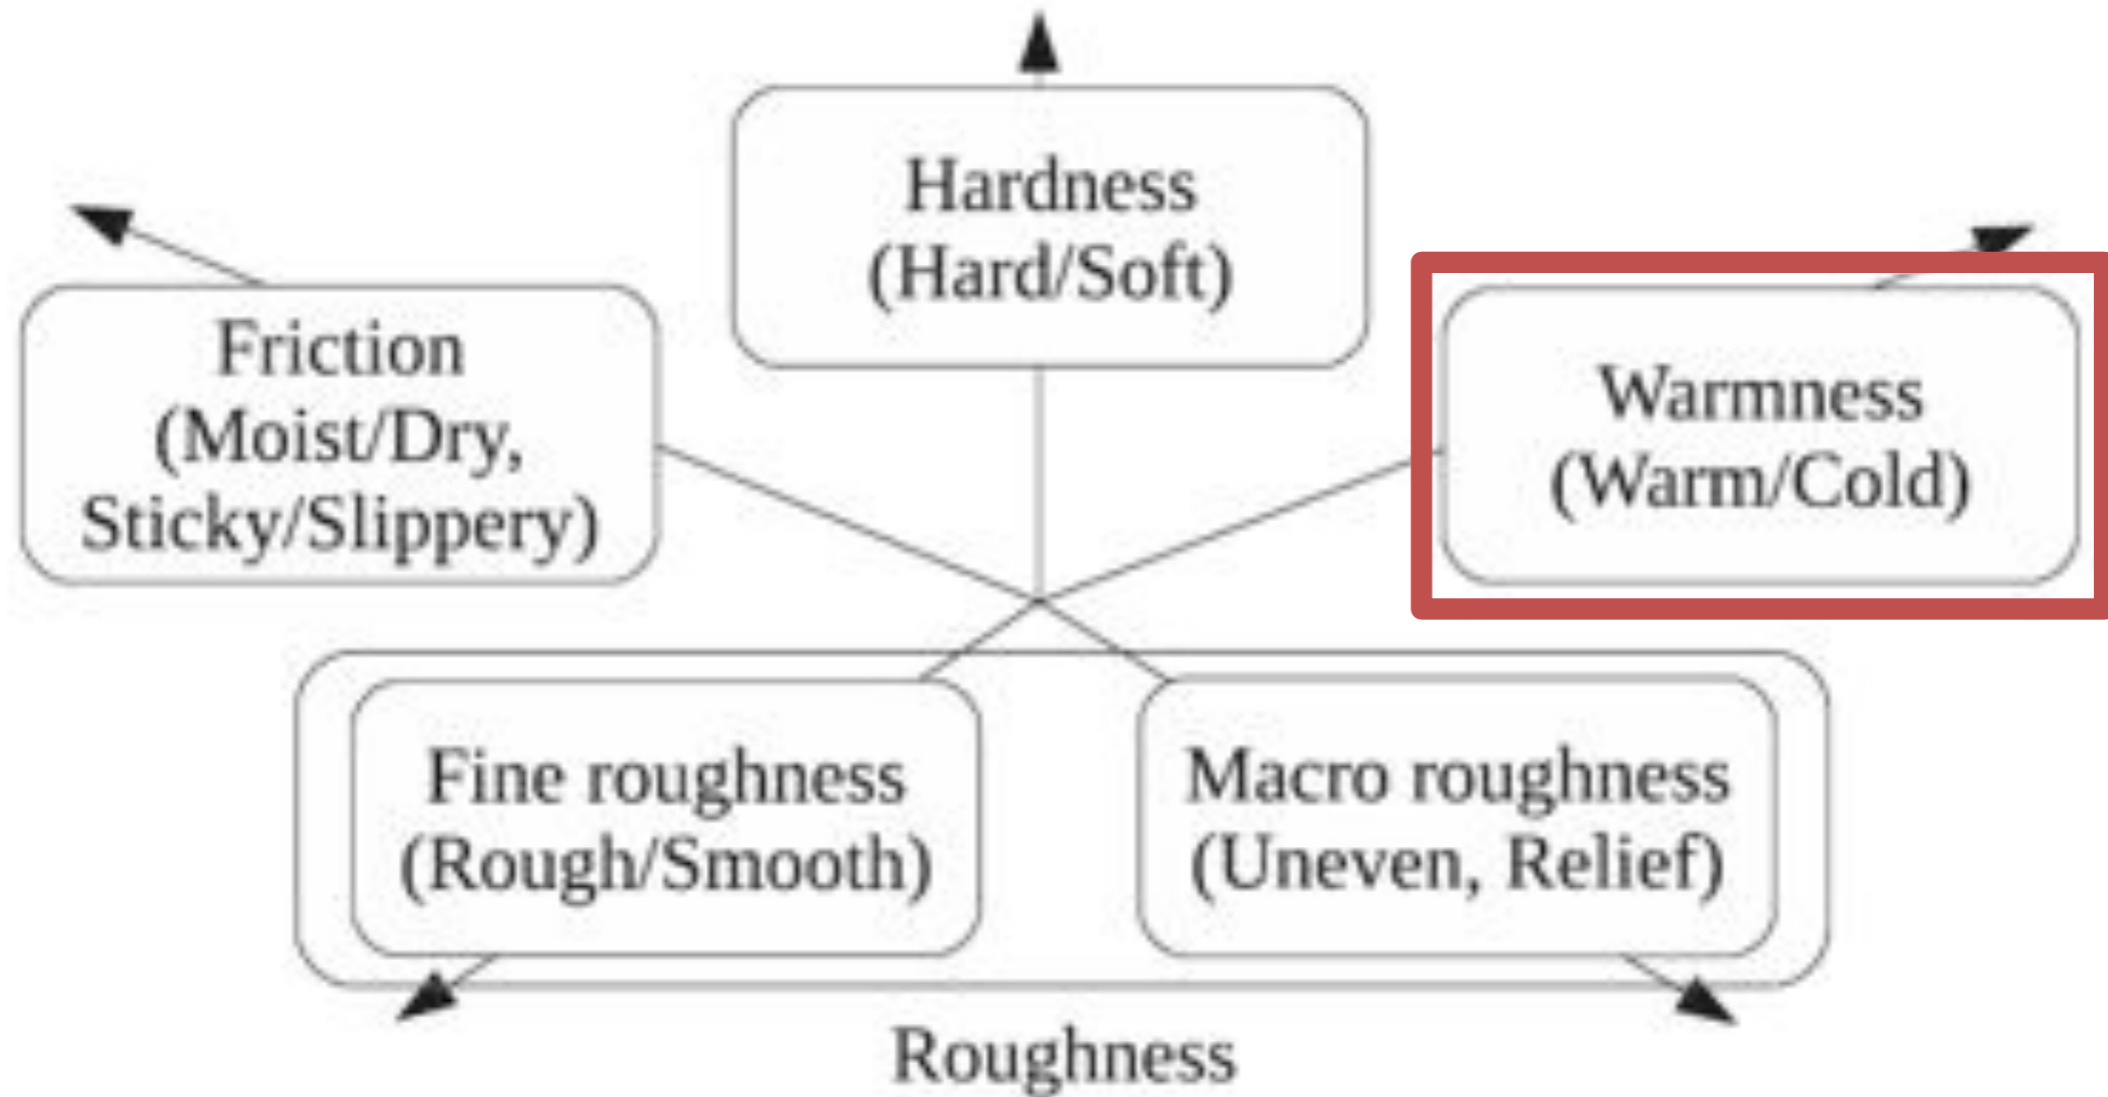 Hardness
(Hard/Soft)
Friction
(Moist/Dry,
Sticky/Slippery)
Warmness
(Warm/Cold)
Fine roughness
(Rough/Smooth)
Macro roughness
(Uneven, Relief)
Roughness